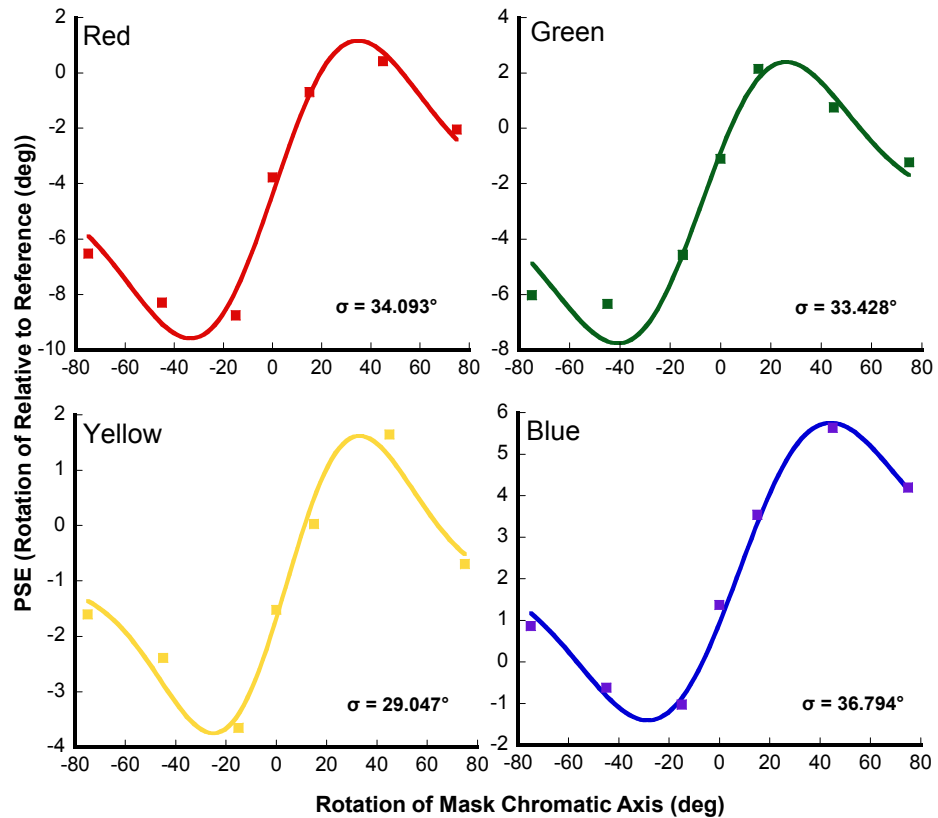 PSE (Rotation of Relative to Reference (deg))
Red
2
0
-2
-4
-6
-8
-10
σ = 34.093°
-80 -60 -40 -20 0 20 40 60 80
Green
4
2
0
-2
-4
-6
-8
σ = 33.428°
-80 -60 -40 -20 0 20 40 60 80
Yellow
2
1
0
-1
-2
-3
-4
σ = 29.047°
-80 -60 -40 -20 0 20 40 60 80
Blue
6
5
4
3
2
1
0
-1
-2
σ = 36.794°
-80 -60 -40 -20 0 20 40 60 80
Rotation of Mask Chromatic Axis (deg)